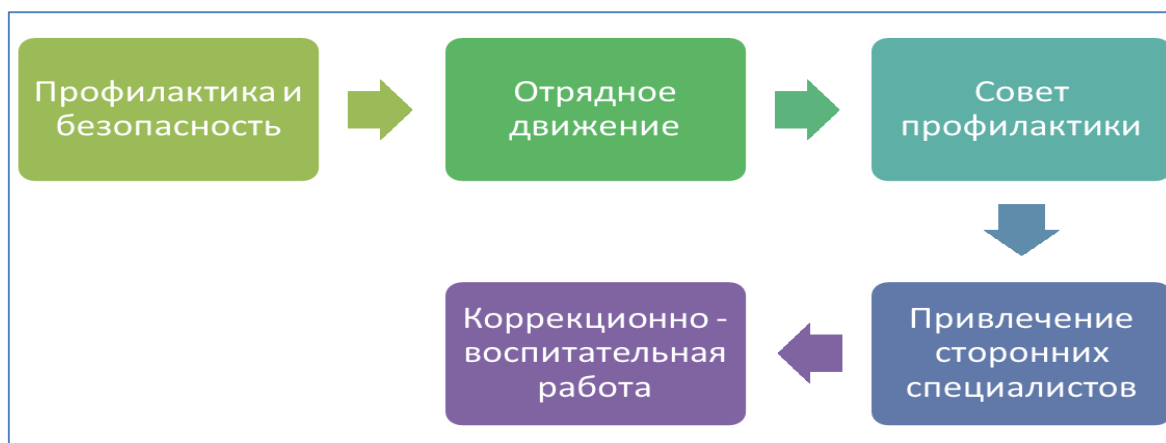 Профилактика и
безопасность
Отрядное
движение
Совет
профилактики
Привлечение
сторонних
специалистов
Коррекционно -
воспитательная
работа